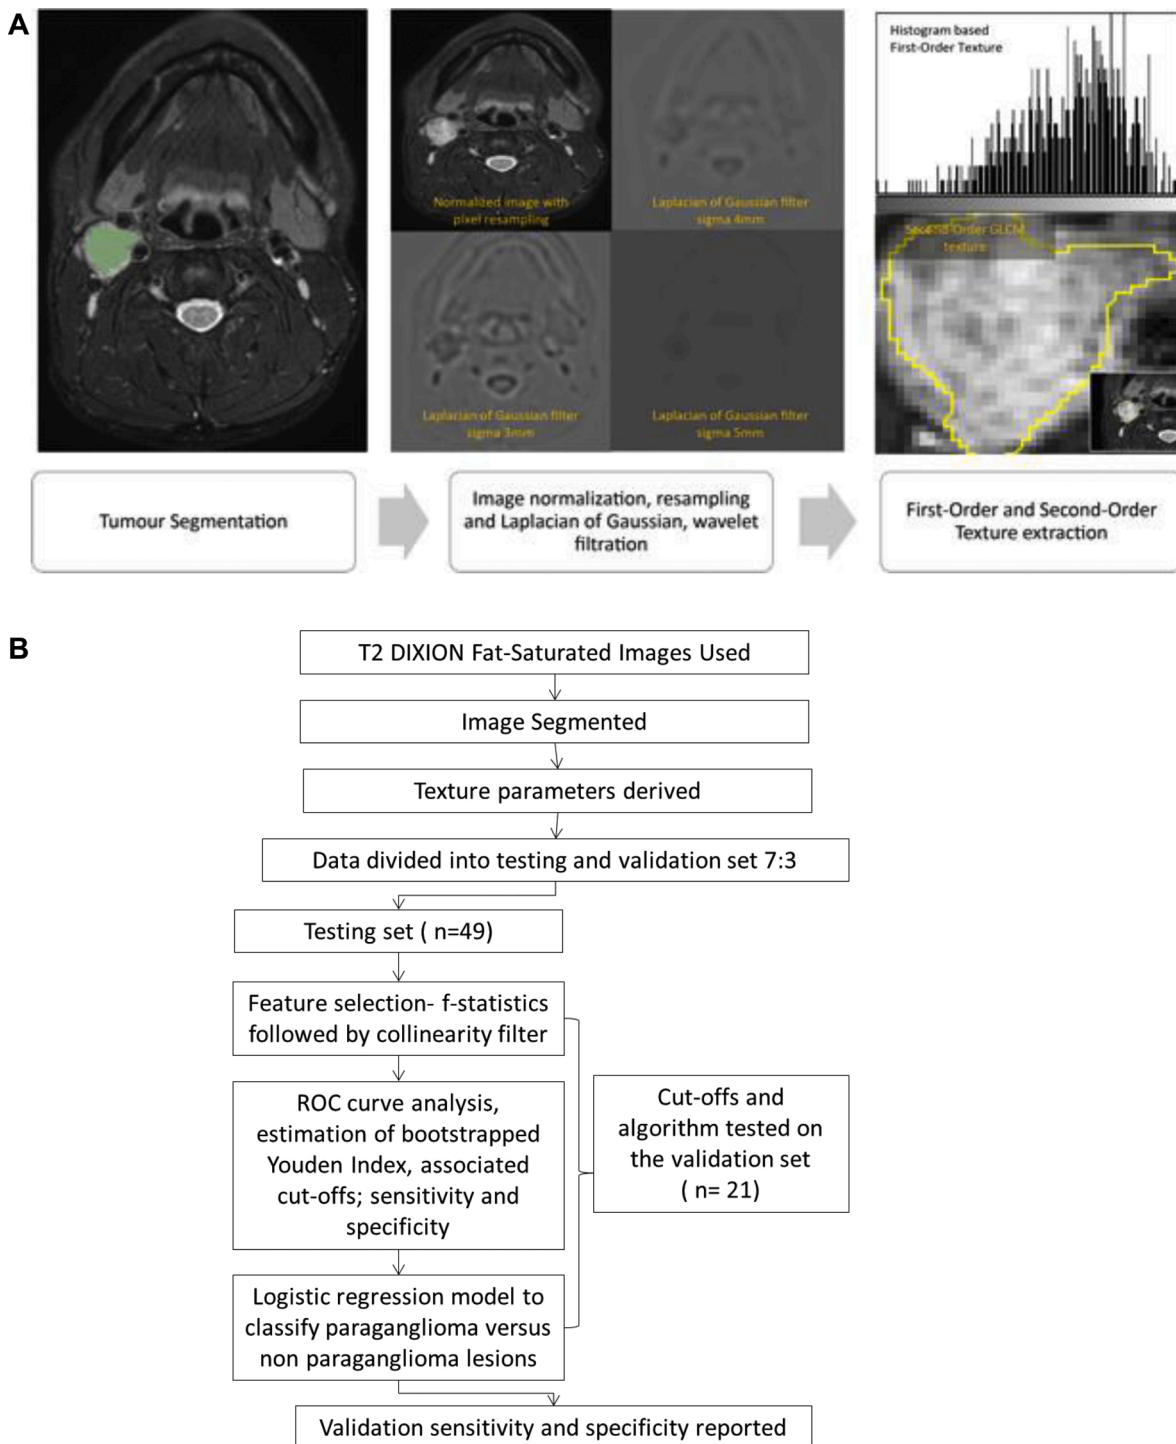 A
Normalized image with
pixel resampling
Laplacian of Gaussian filter
sigma 4mm
Laplacian of Gaussian filter
sigma 3mm
Laplacian of Gaussian filter
sigma 5mm
Histogram based
First-Order Texture
Second-Order GLCM
texture
Tumour Segmentation
Image normalization, resampling
and Laplacian of Gaussian, wavelet
filtration
First-Order and Second-Order
Texture extraction
B
T2 DIXION Fat-Saturated Images Used
Image Segmented
Texture parameters derived
Data divided into testing and validation set 7:3
Testing set ( n=49)
Feature selection- f-statistics
followed by collinearity filter
ROC curve analysis,
estimation of bootstrapped
Youden Index, associated
cut-offs; sensitivity and
specificity
Cut-offs and
algorithm tested on
the validation set
( n= 21)
Logistic regression model to
classify paraganglioma versus
non paraganglioma lesions
Validation sensitivity and specificity reported